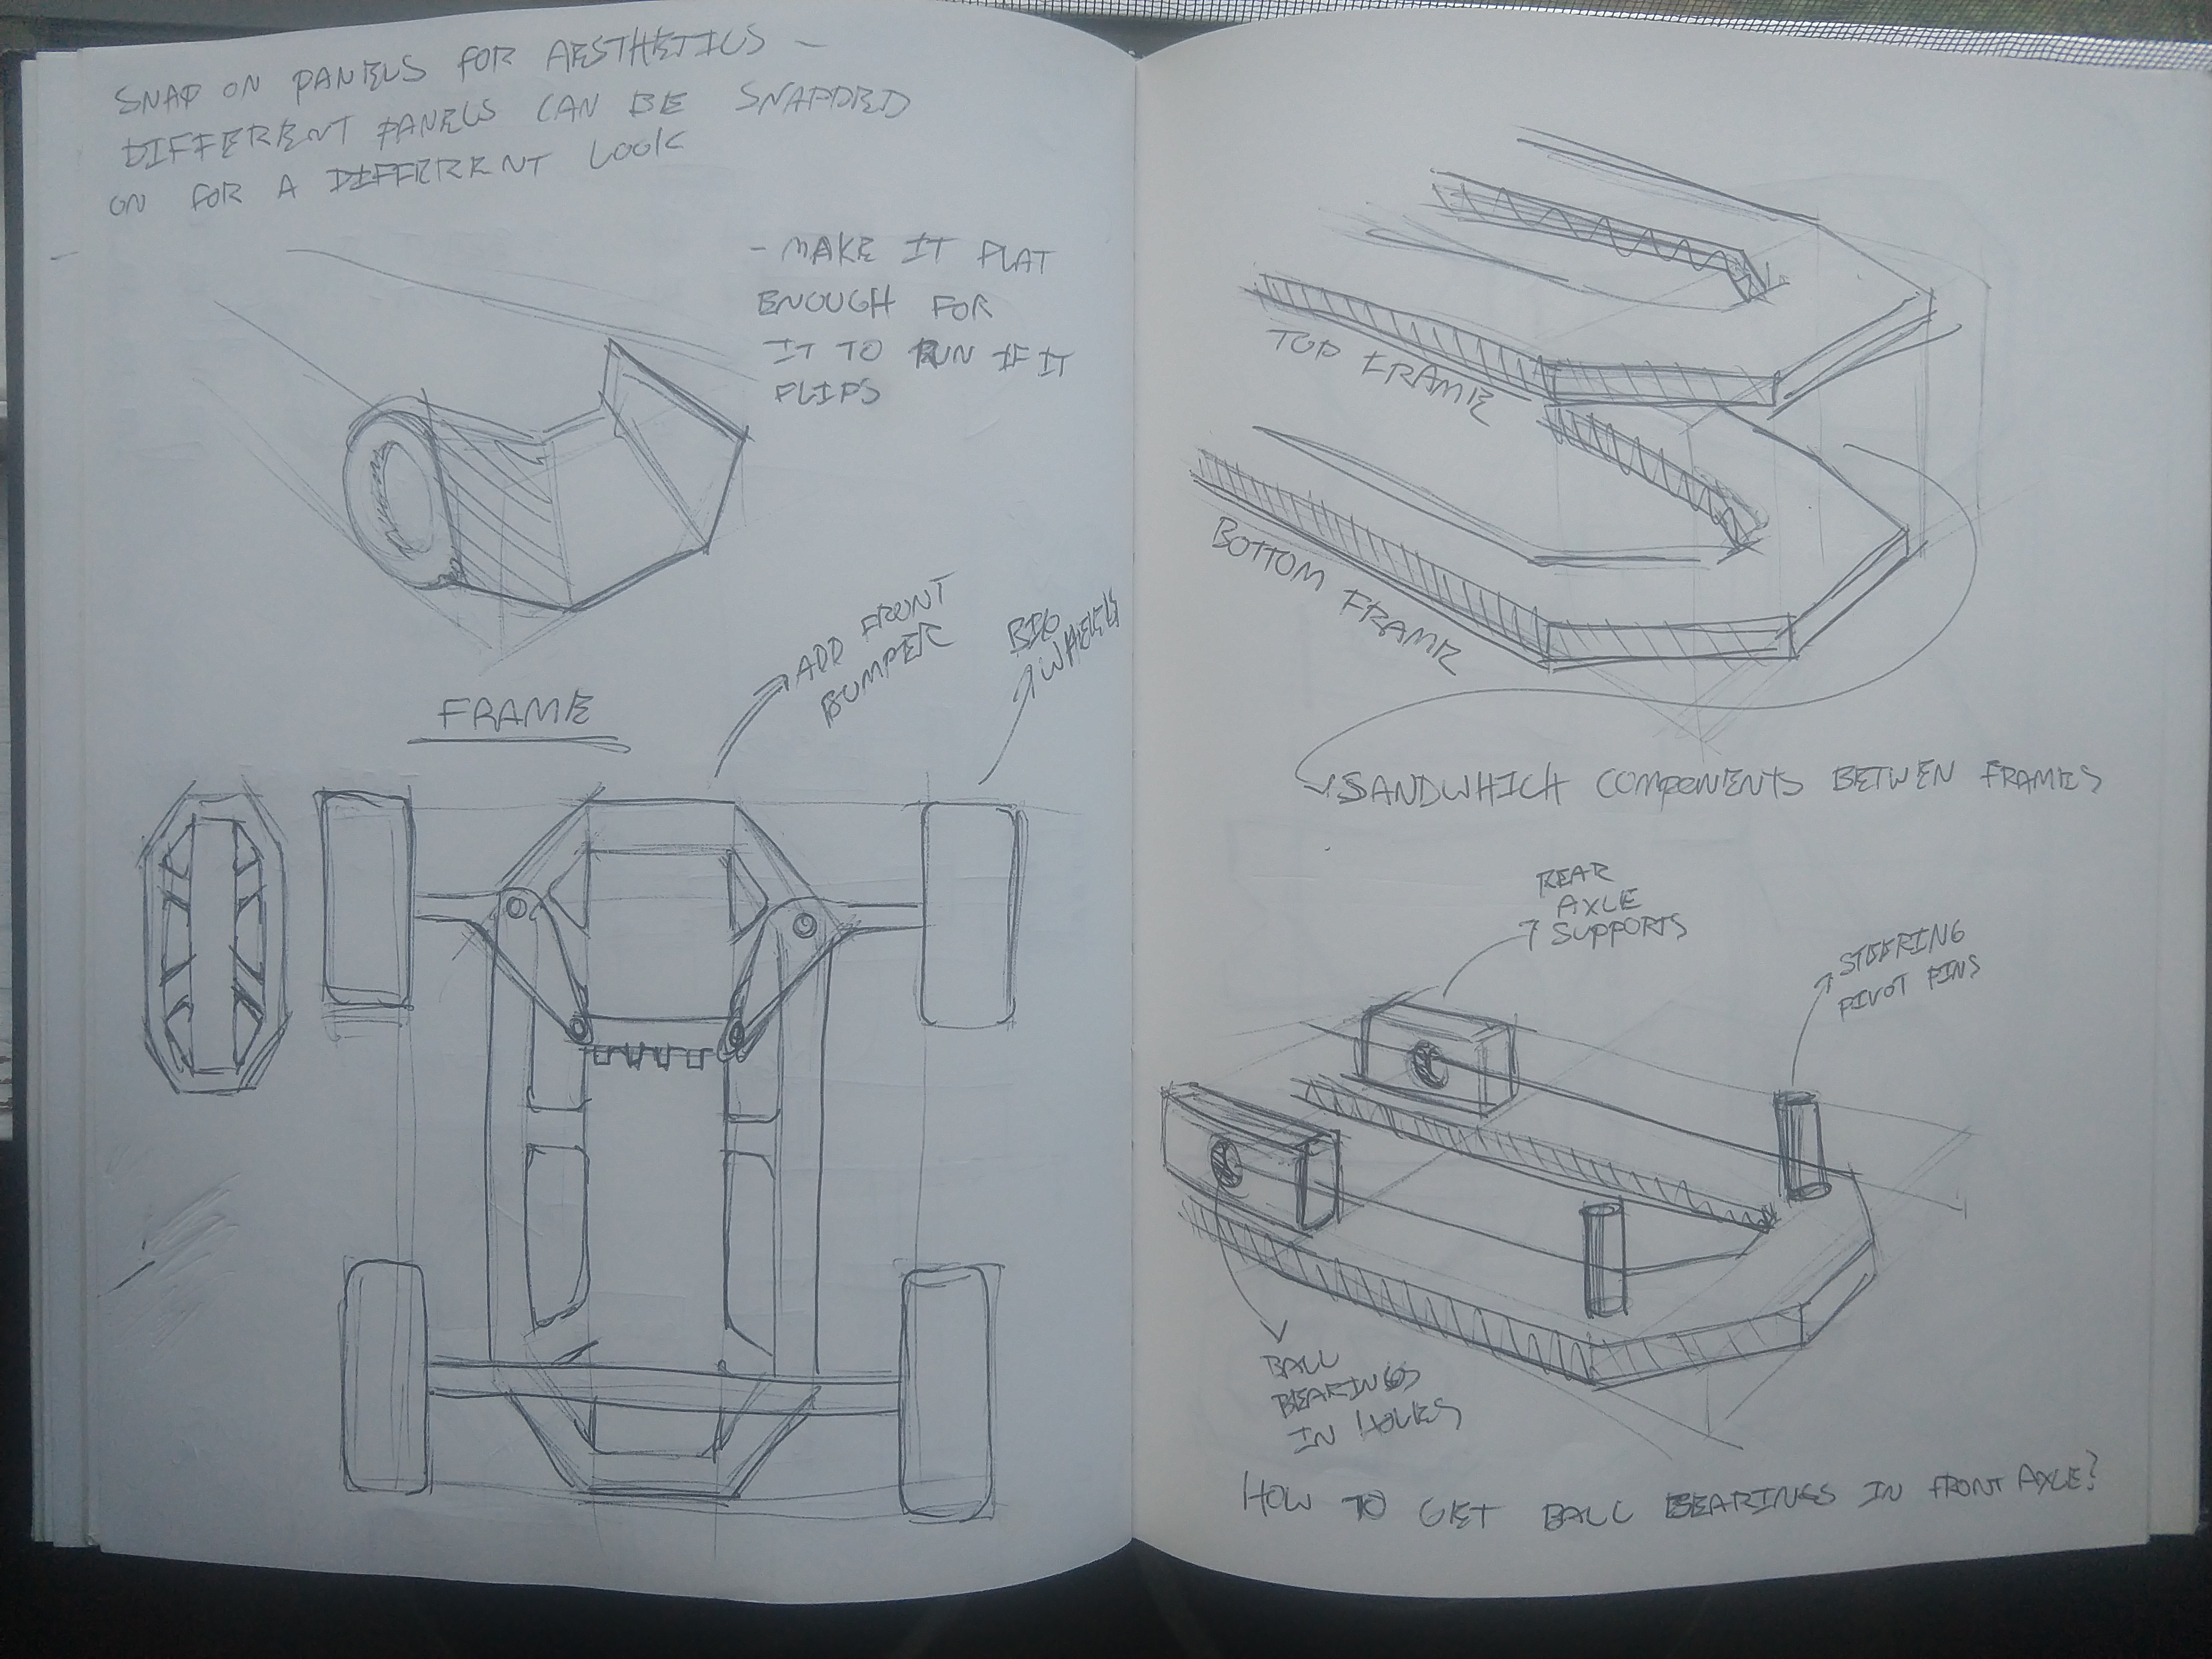 SNAP ON PANELS FOR AESTHETICS -
DIFFERENT PANELS CAN BE SNAPPED
ON FOR A DIFFERENT LOOK
- MAKE IT FLAT
ENOUGH FOR
IT TO RUN IF IT
FLIPS
FRAME
ADD FRONT
BUMPER
WHEELS
BOTTOM FRAME
TOP FRAME
SANDWHICH COMPONENTS BETWEEN FRAMES
REAR
AXLE
SUPPORTS
STEERING
PIVOT PINS
BALL
BEARINGS
IN HOLES
HOW TO GET BALL BEARINGS IN FRONT AXLE?